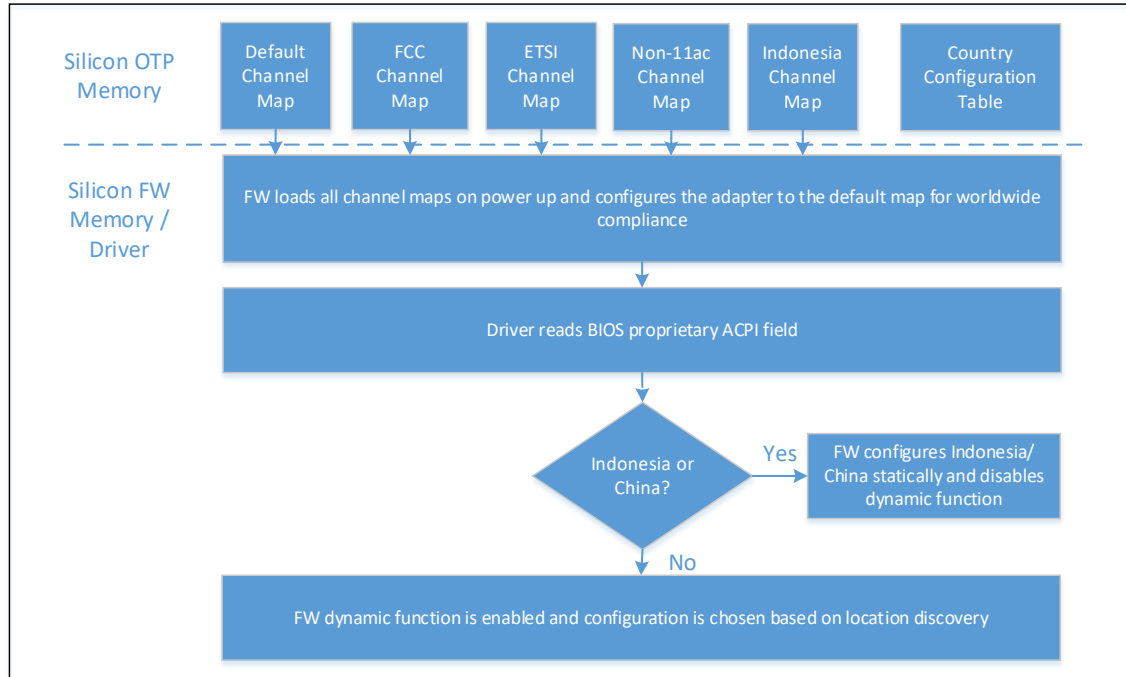 Silicon OTP
Memory
Default
Channel
Map
FCC
Channel
Map
ETSI
Channel
Map
Non-11ac
Channel
Map
Indonesia
Channel
Map
Country
Configuration
Table
Silicon FW
Memory /
Driver
FW loads all channel maps on power up and configures the adapter to the default map for worldwide
compliance
Driver reads BIOS proprietary ACPI field
Indonesia or
China?
Yes
FW configures Indonesia/
China statically and disables
dynamic function
No
FW dynamic function is enabled and configuration is chosen based on location discovery